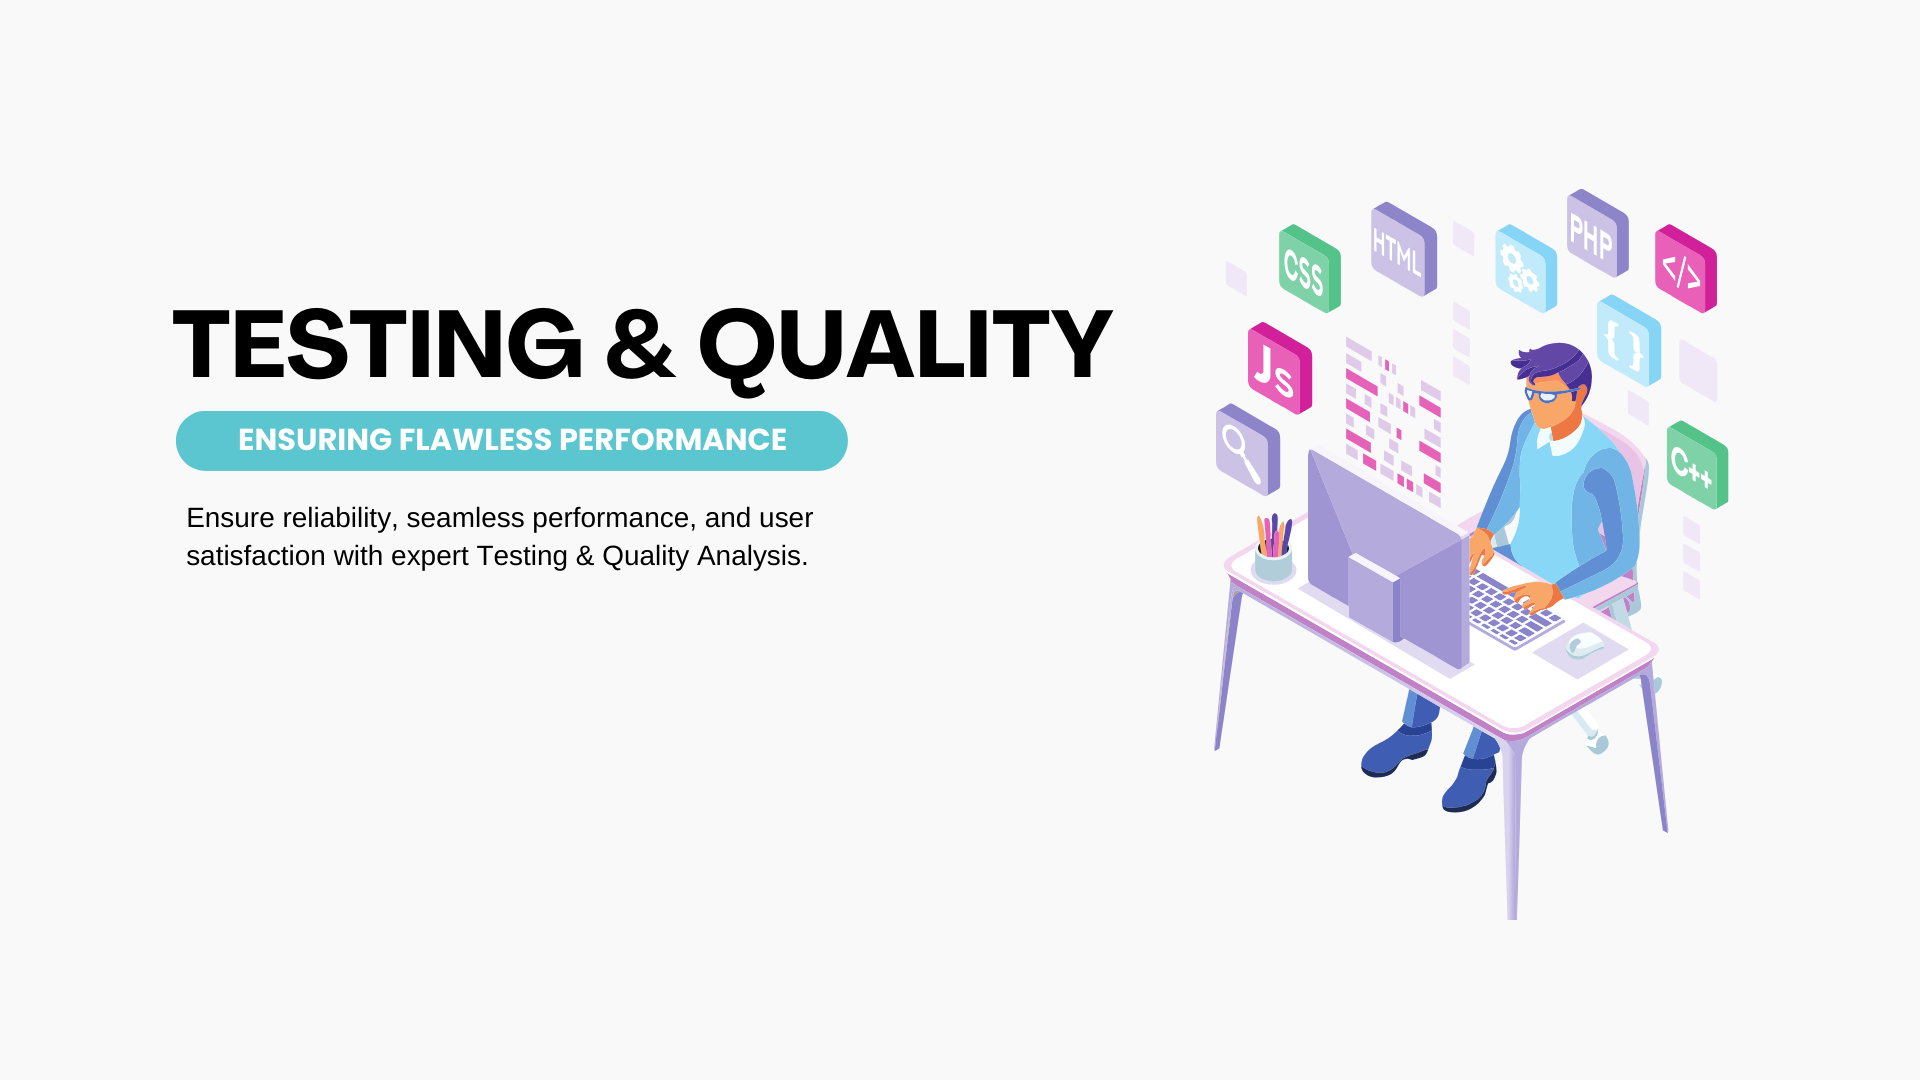 TESTING & QUALITY
ENSURING FLAWLESS PERFORMANCE
Ensure reliability, seamless performance, and user
satisfaction with expert Testing & Quality Analysis.
PHP
HTML
CSS
</>
{ }
Js
C++